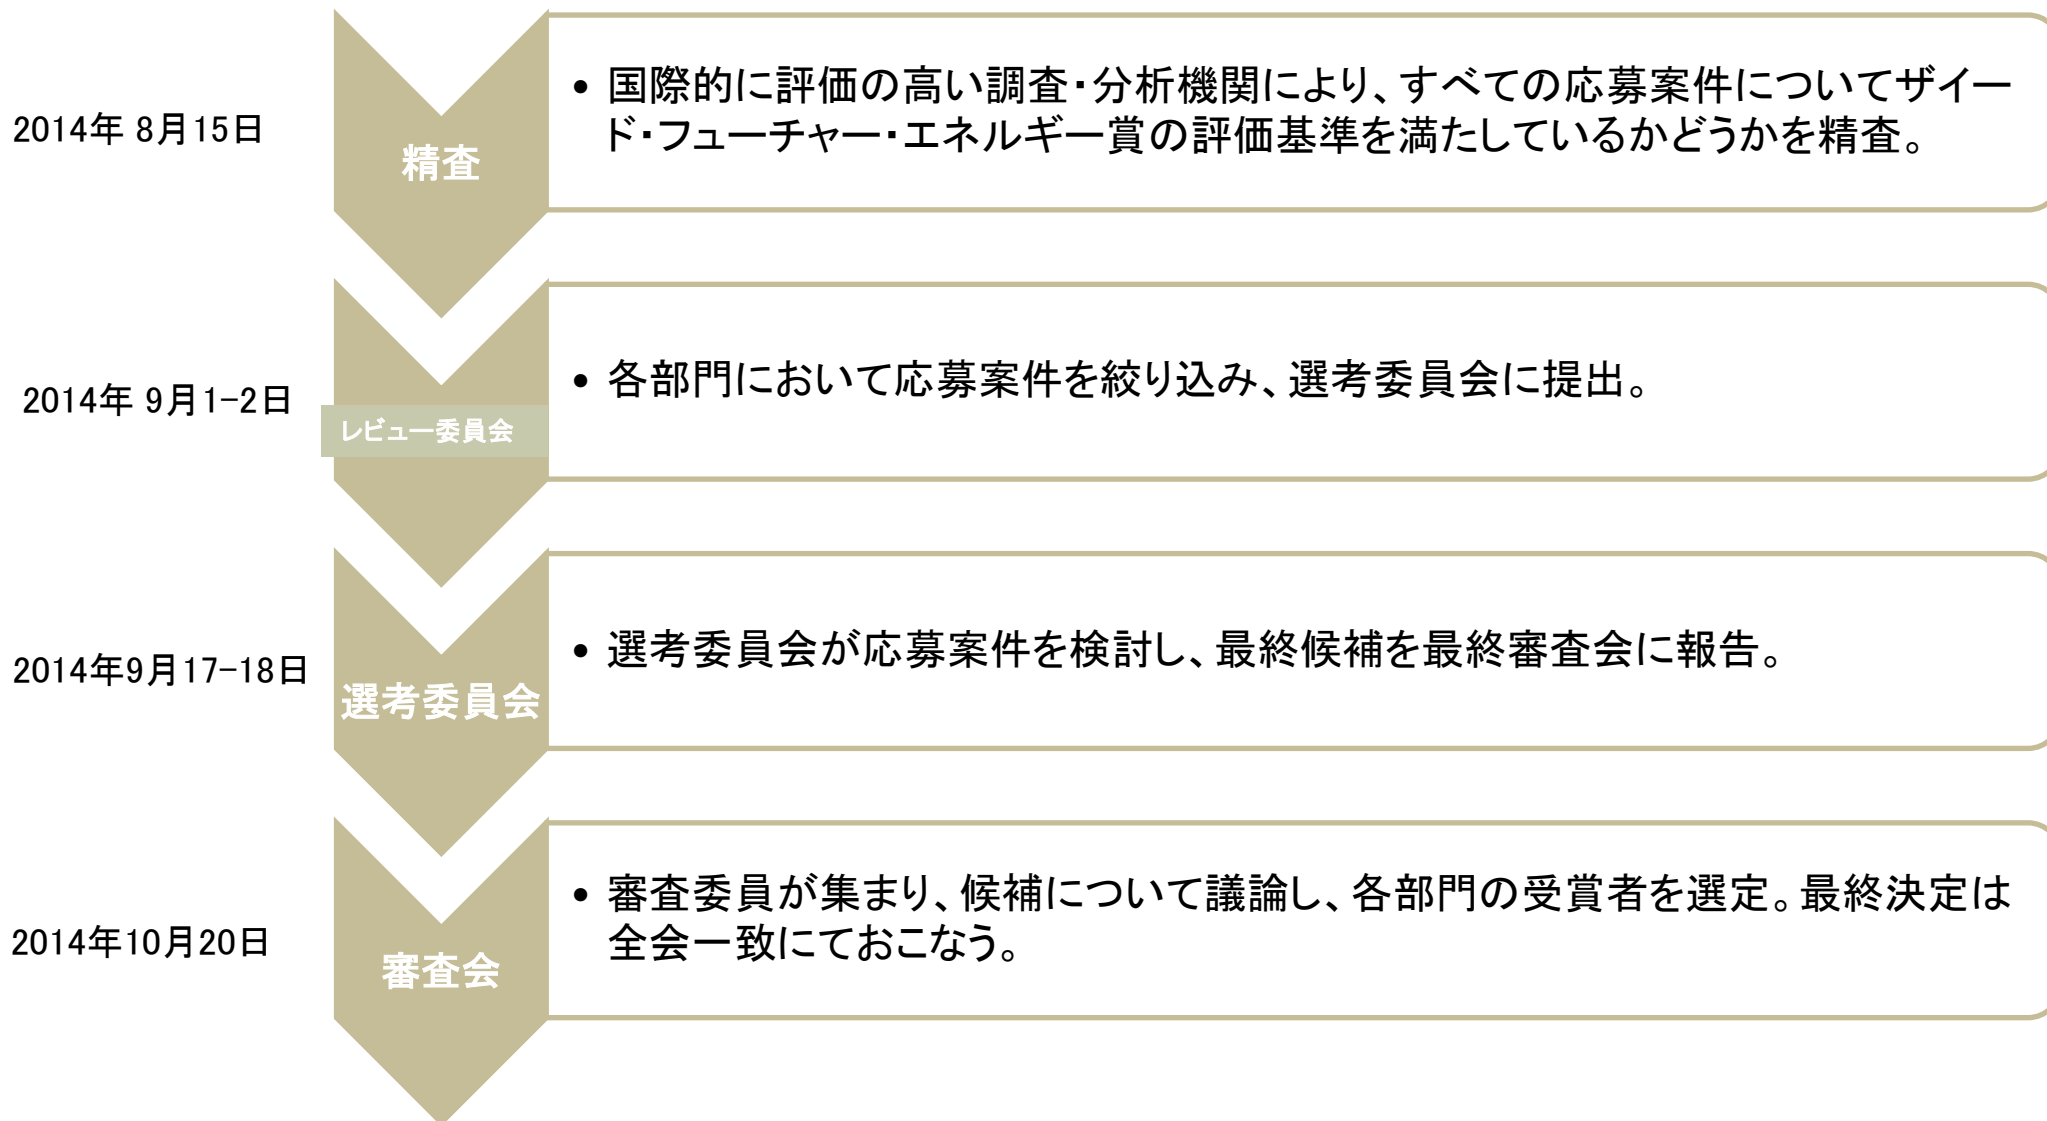 2014年 8月15日
精査
• 国際的に評価の高い調査・分析機関により、すべての応募案件についてザイー
ド・フューチャー・エネルギー賞の評価基準を満たしているかどうかを精査。
2014年 9月1-2日
レビュー委員会
• 各部門において応募案件を絞り込み、選考委員会に提出。
2014年9月17-18日
選考委員会
• 選考委員会が応募案件を検討し、最終候補を最終審査会に報告。
2014年10月20日
審査会
• 審査委員が集まり、候補について議論し、各部門の受賞者を選定。最終決定は
全会一致にておこなう。